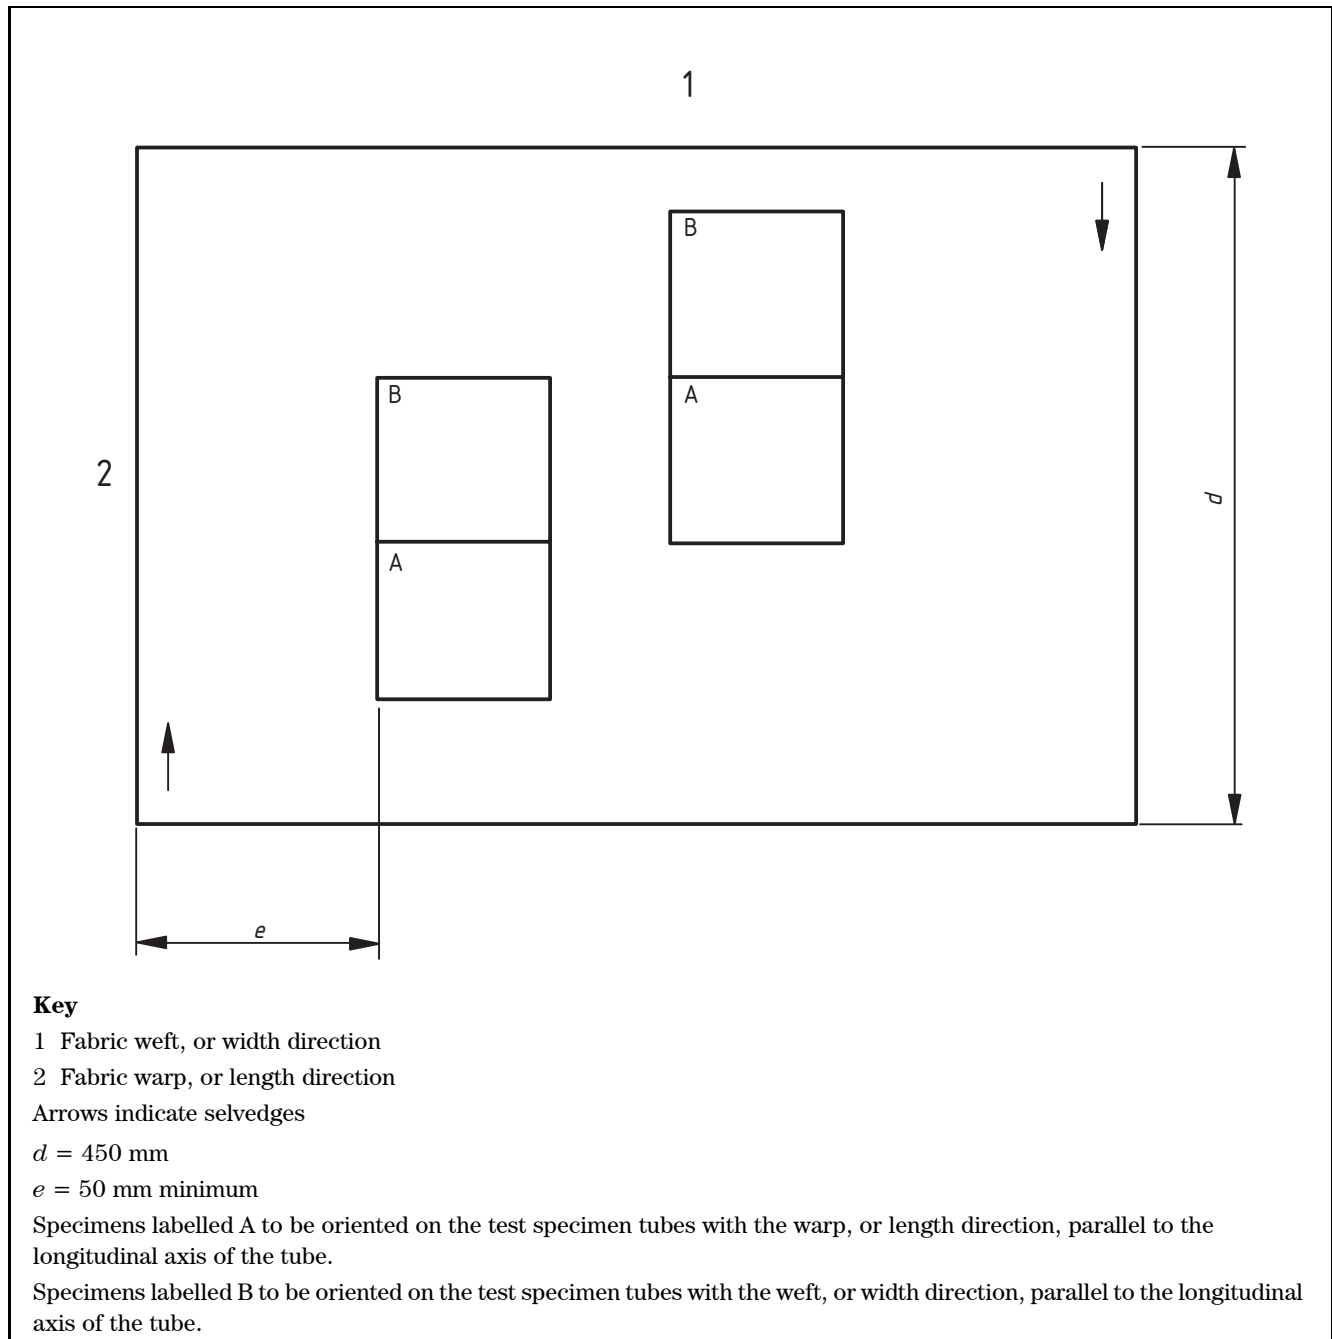 1
B
B
A
2
d
A
e
Key
1 Fabric weft, or width direction
2 Fabric warp, or length direction
Arrows indicate selvedges
d = 450 mm
e = 50 mm minimum
Specimens labelled A to be oriented on the test specimen tubes with the warp, or length direction, parallel to the
longitudinal axis of the tube.
Specimens labelled B to be oriented on the test specimen tubes with the weft, or width direction, parallel to the longitudinal
axis of the tube.